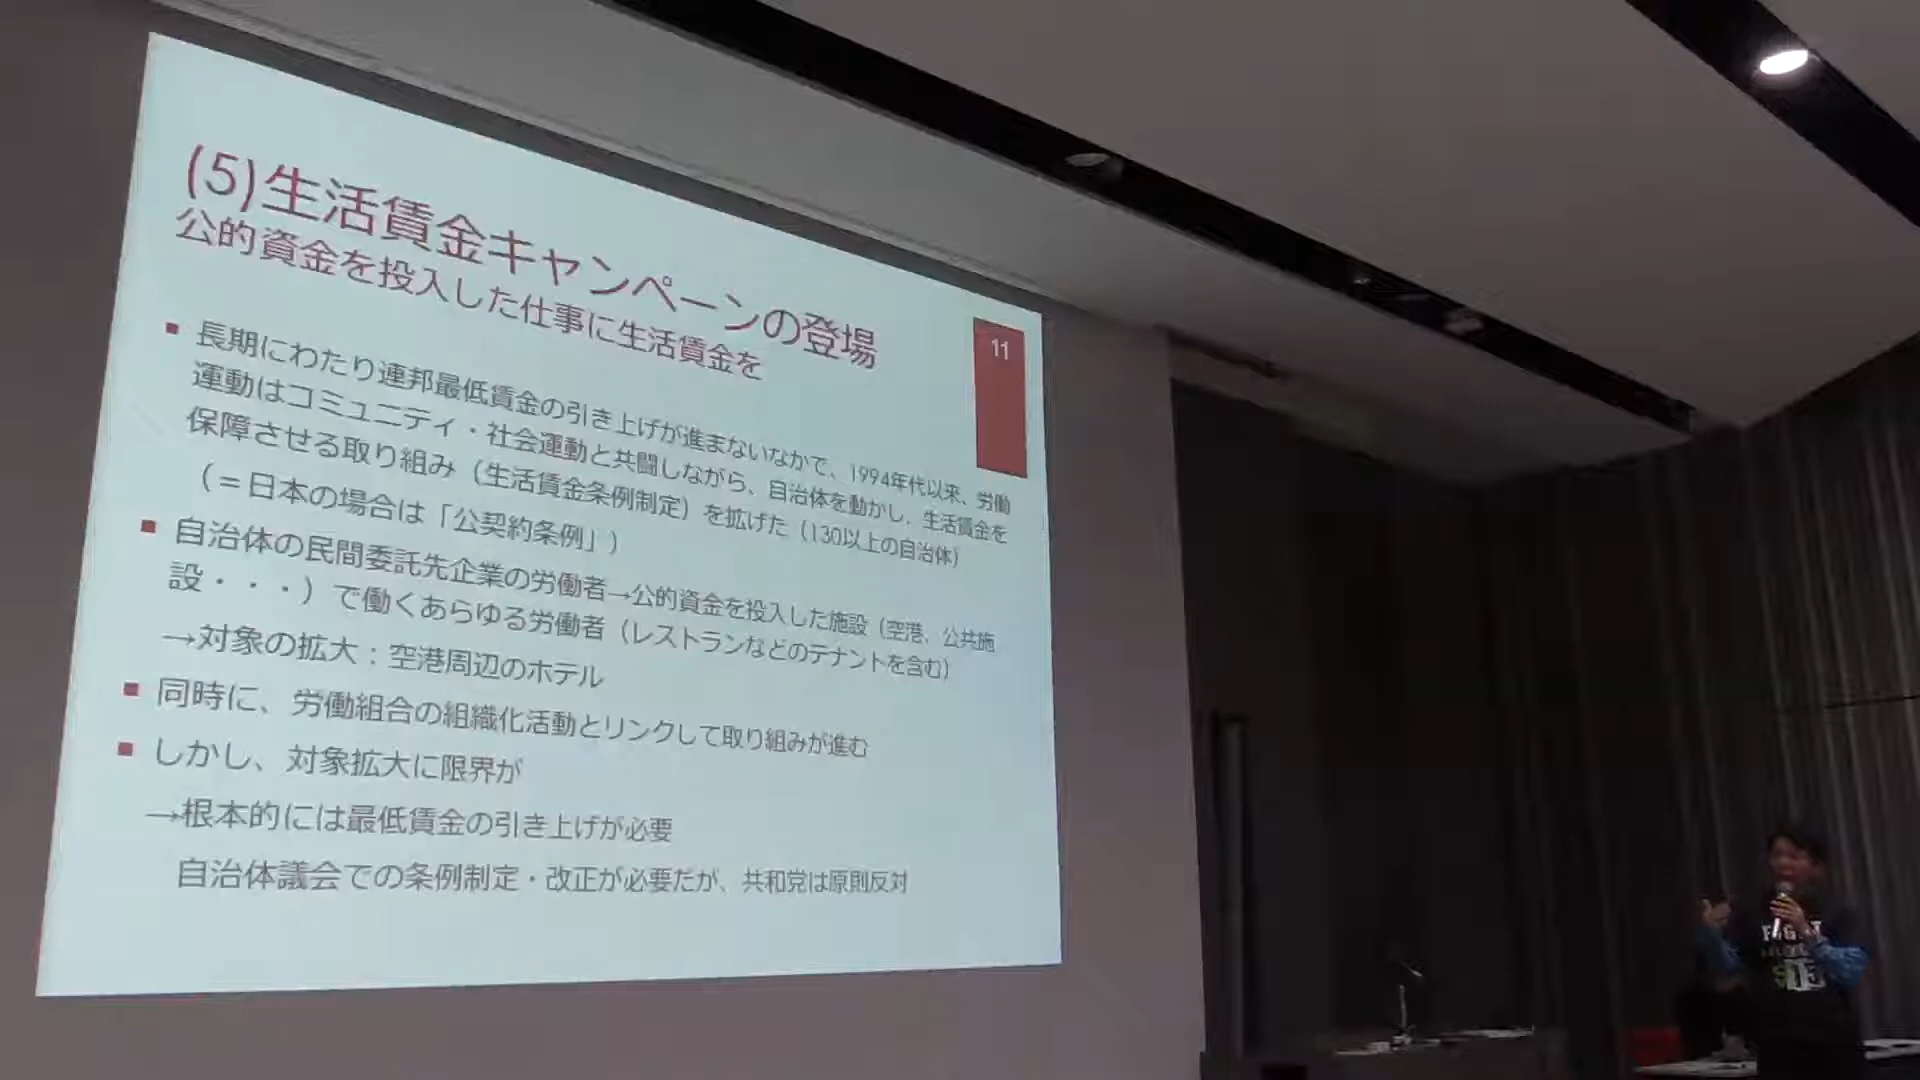 (5)生活賃金キャンペーンの登場
公的資金を投入した仕事に生活賃金を
11
■ 長期にわたり連邦最低賃金の引き上げが進まないなかで、1994年代以来、労働
運動はコミュニティ・社会運動と共闘しながら、自治体を動かし、生活賃金を
保障させる取り組み（生活賃金条例制定）を拡げた（130以上の自治体）
（＝日本の場合は「公契約条例」）
■ 自治体の民間委託先企業の労働者→公的資金を投入した施設（空港、公共施
設・・・）で働くあらゆる労働者（レストランなどのテナントを含む）
→対象の拡大：空港周辺のホテル
■ 同時に、労働組合の組織化活動とリンクして取り組みが進む
■ しかし、対象拡大に限界が
→根本的には最低賃金の引き上げが必要
自治体議会での条例制定・改正が必要だが、共和党は原則反対